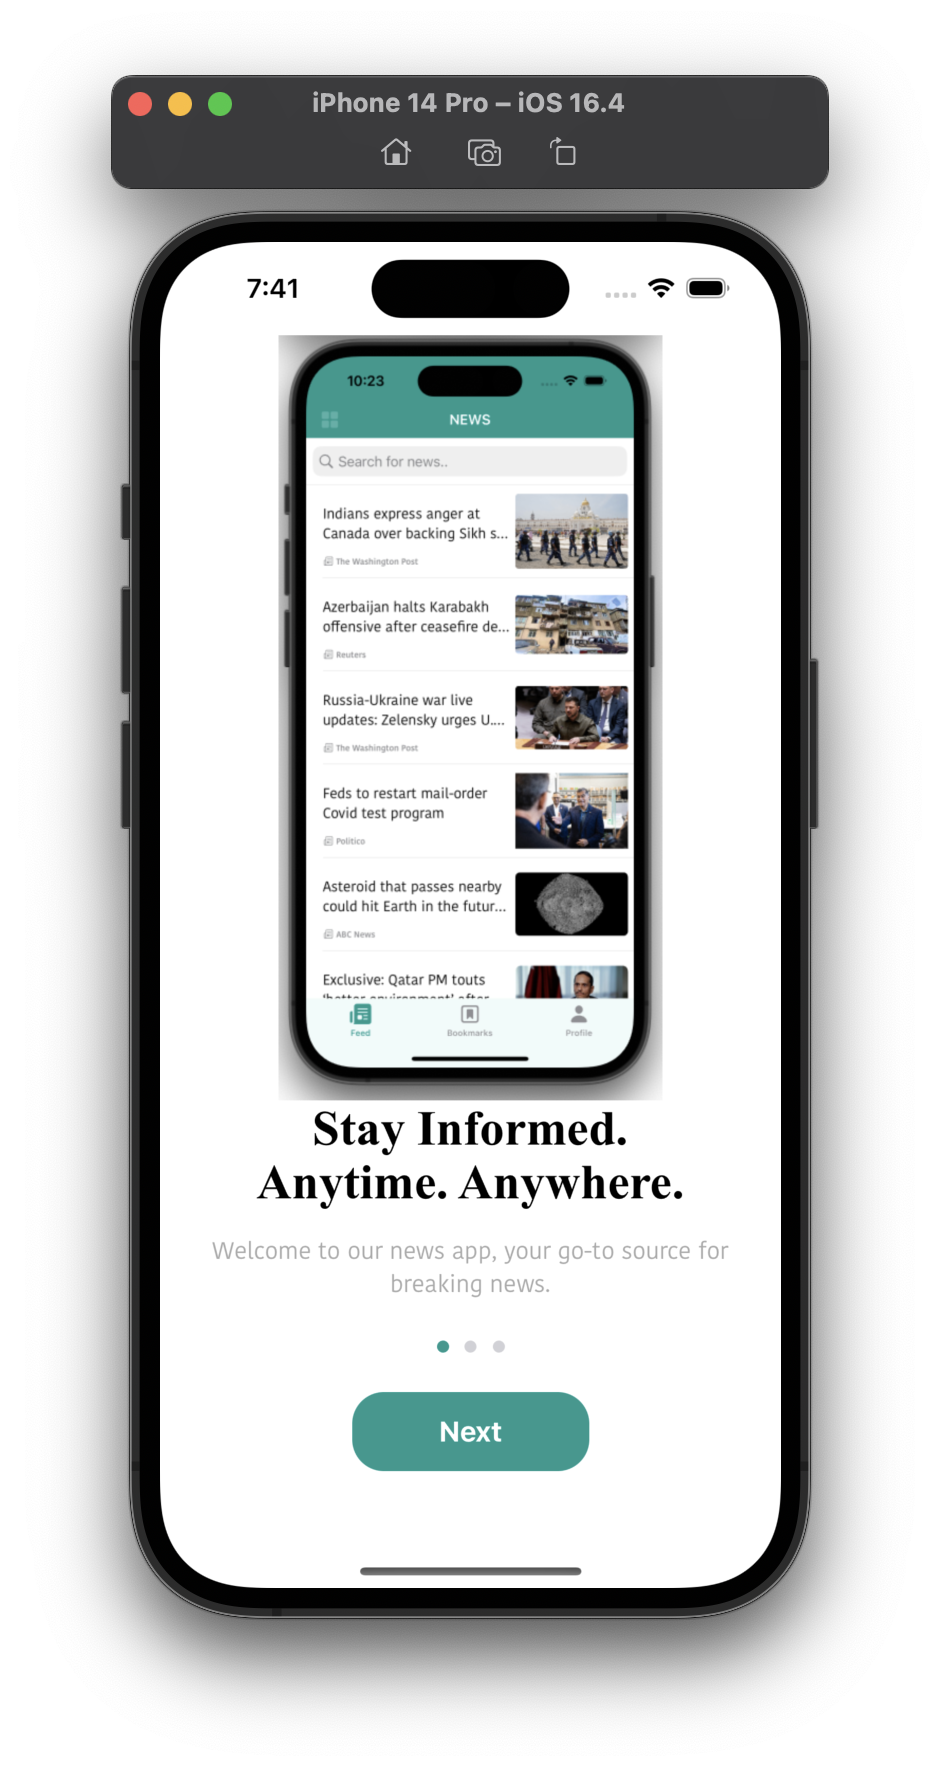 iPhone 14 Pro – iOS 16.4
7:41
10:23
NEWS
Search for news..
Indians express anger at
Canada over backing Sikh s...
The Washington Post
Azerbaijan halts Karabakh
offensive after ceasefire de...
Reuters
Russia-Ukraine war live
updates: Zelensky urges U....
The Washington Post
Feds to restart mail-order
Covid test program
Politico
Asteroid that passes nearby
could hit Earth in the futur...
ABC News
Exclusive: Qatar PM touts
'better environment' after
Feed
Bookmarks
Profile
Stay Informed.
Anytime. Anywhere.
Welcome to our news app, your go-to source for
breaking news.
Next